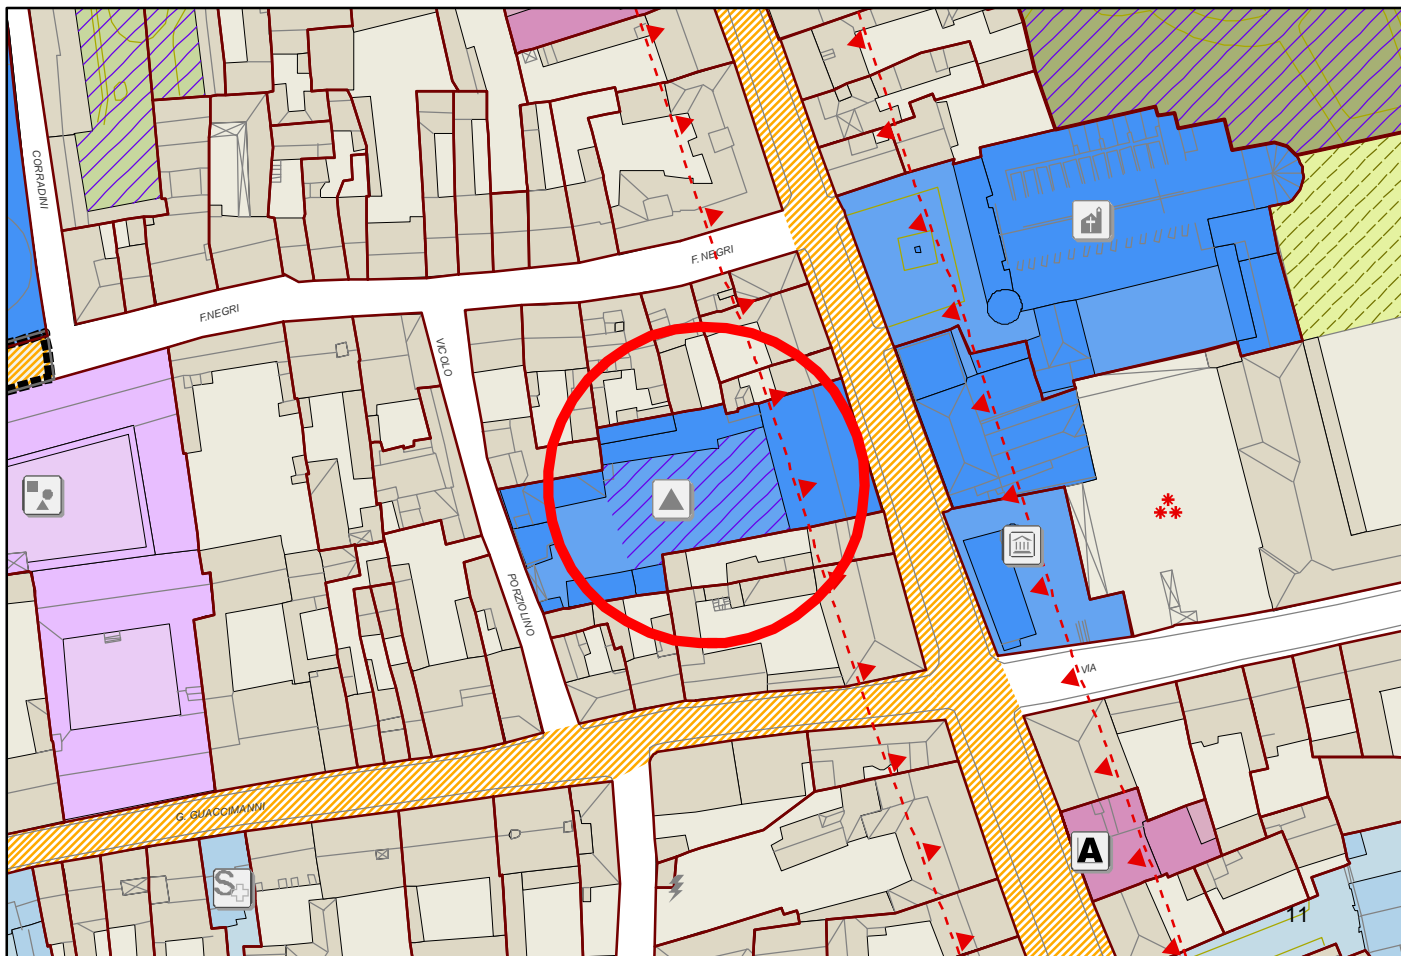 CORRADINI
F. NEGRI
F.NEGRI
VICOLO
PORZIOLINO
VIA
G. GUACCIMANNI
A
S
11